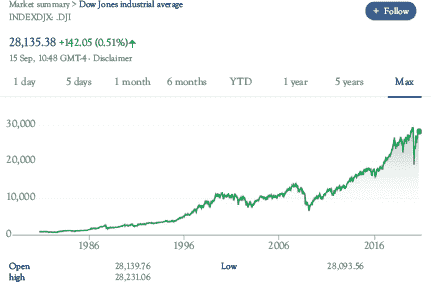 Market summary > Dow Jones industrial average
INDEXDJX: .DJI
+ Follow
28,135.38 +142.05 (0.51%)↑
15 Sep, 10:48 GMT-4 · Disclaimer
1 day 5 days 1 month 6 months YTD 1 year 5 years Max
30,000
20,000
10,000
0
1986 1996 2006 2016
Open 28,139.76 Low 28,093.56
high 28,231.06